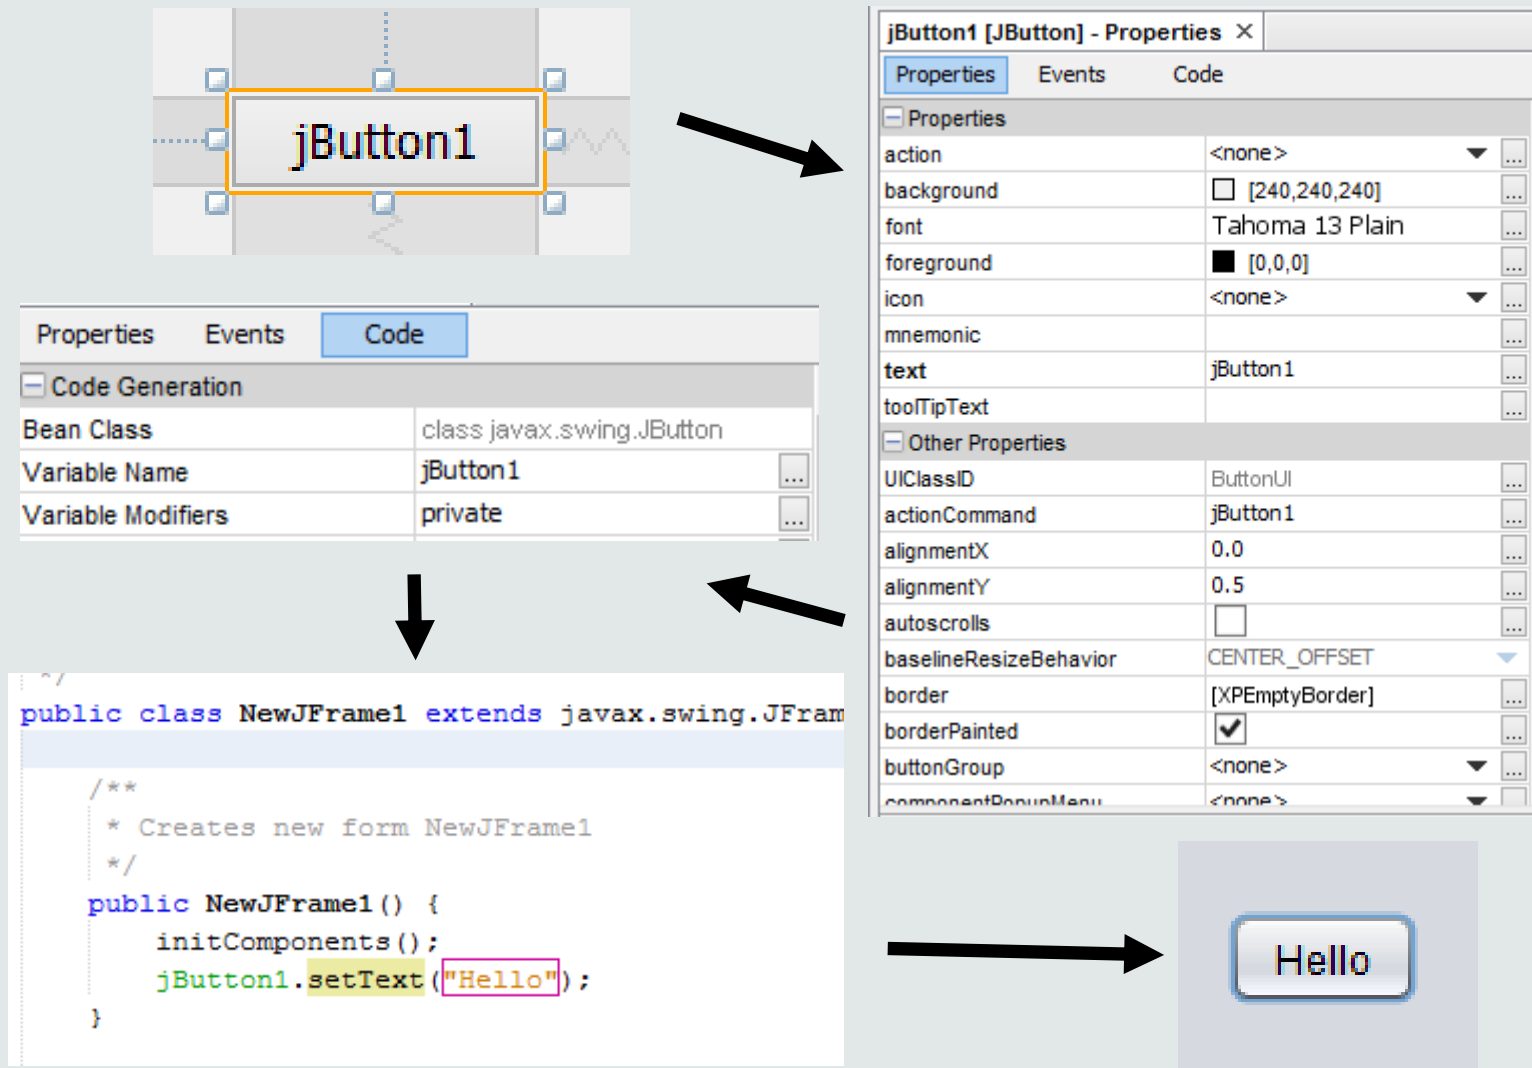 jButton1
jButton1 [JButton] - Properties ×
Properties Events Code
Properties
action <none> ...
background [240,240,240] ...
font Tahoma 13 Plain ...
foreground [0,0,0] ...
icon <none> ...
mnemonic ...
text jButton1 ...
toolTipText ...
Other Properties
UIClassID ButtonUI ...
actionCommand jButton1 ...
alignmentX 0.0 ...
alignmentY 0.5 ...
autoscrolls ...
baselineResizeBehavior CENTER_OFFSET
border [XPEmptyBorder] ...
borderPainted ...
buttonGroup <none> ...
componentPopupMenu <none>
Properties Events Code
Code Generation
Bean Class class javax.swing.JButton
Variable Name jButton1 ...
Variable Modifiers private ...
*/
public class NewJFrame1 extends javax.swing.JFram
/**
* Creates new form NewJFrame1
*/
public NewJFrame1() {
initComponents();
jButton1.setText("Hello");
}
Hello